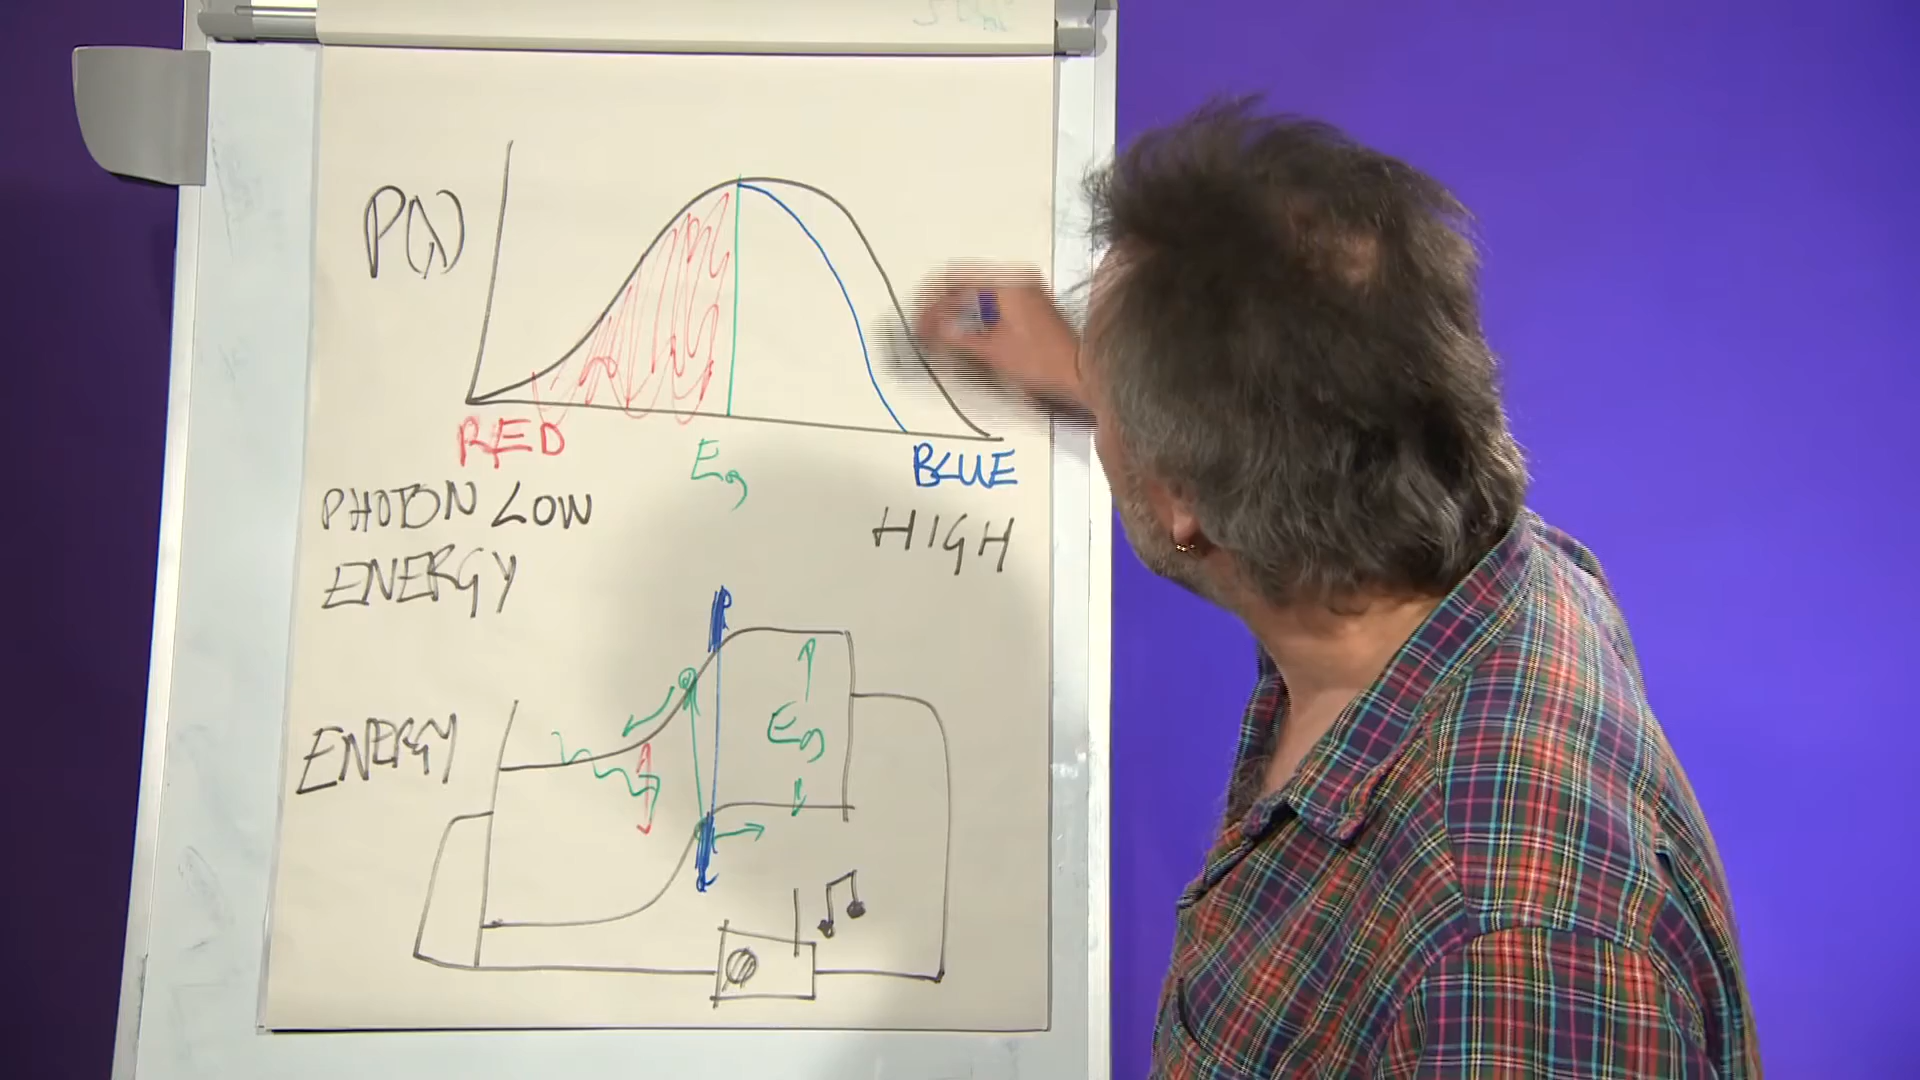 P(λ)
RED
Eg
BLUE
PHOTON LOW
ENERGY
HIGH
ENERGY
Eg